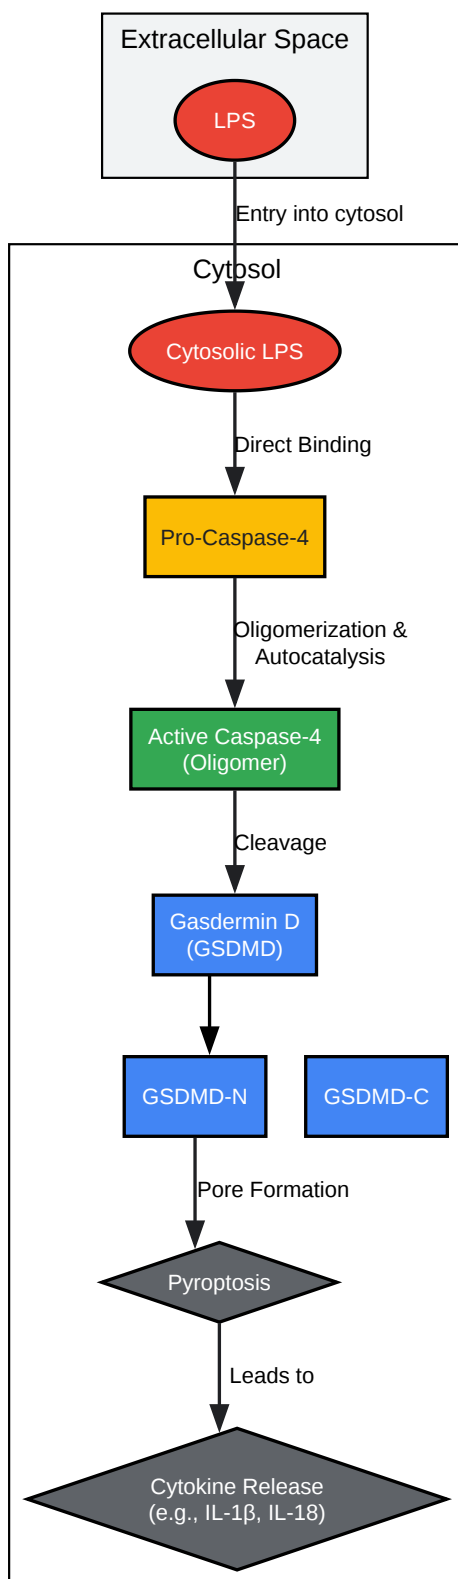 Extracellular Space
LPS
Entry into cytosol
Cytosol
Cytosolic LPS
Direct Binding
Pro-Caspase-4
Oligomerization &
Autocatalysis
Active Caspase-4
(Oligomer)
Cleavage
Gasdermin D
(GSDMD)
GSDMD-N
GSDMD-C
Pore Formation
Pyroptosis
Leads to
Cytokine Release
(e.g., IL-1β, IL-18)